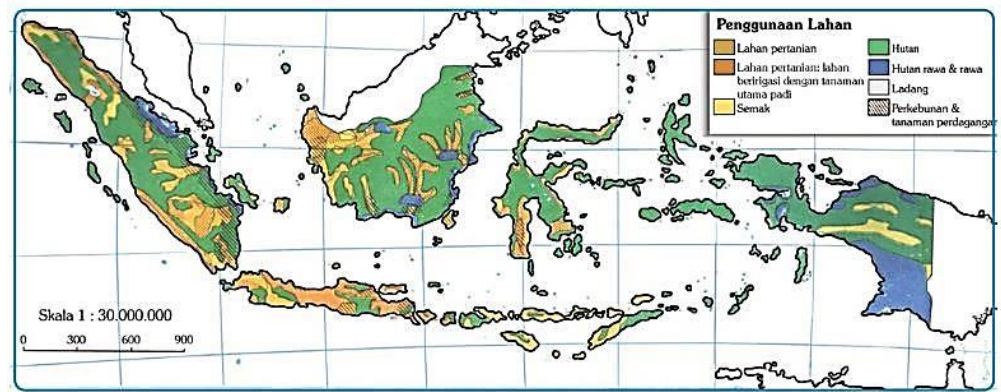 Penggunaan Lahan
Lahan pertanian
Lahan pertanian: lahan
beririgasi dengan tanaman
utama padi
Semak
Hutan
Hutan rawa & rawa
Ladang
Perkebunan &
tanaman perdagangan
Skala 1 : 30.000.000
0 300 600 900